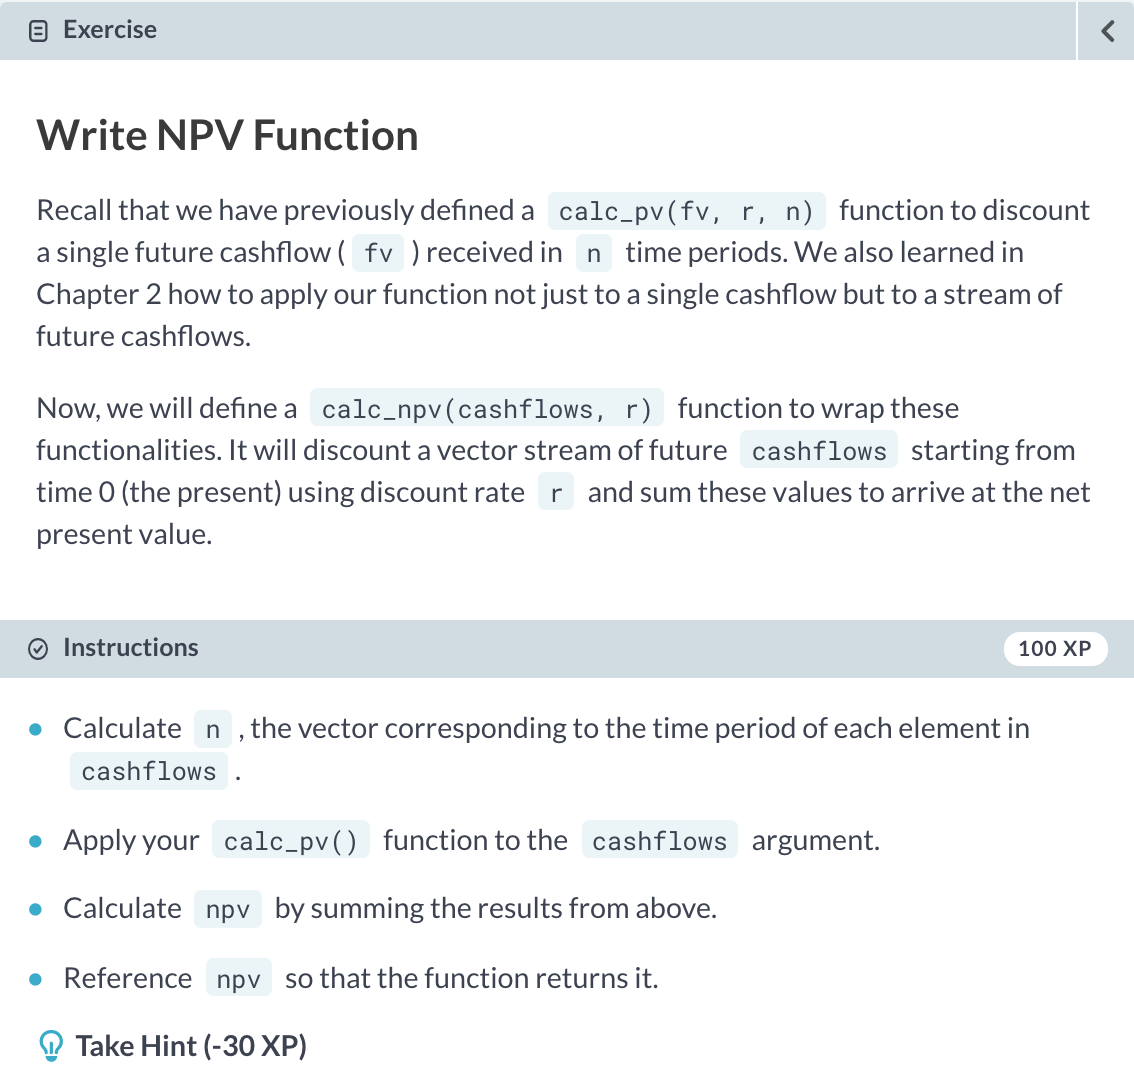 Exercise
Write NPV Function
Recall that we have previously defined a calc_pv(fv, r, n) function to discount
a single future cashflow ( fv ) received in n time periods. We also learned in
Chapter 2 how to apply our function not just to a single cashflow but to a stream of
future cashflows.
Now, we will define a calc_npv(cashflows, r) function to wrap these
functionalities. It will discount a vector stream of future cashflows starting from
time 0 (the present) using discount rate r and sum these values to arrive at the net
present value.
Instructions
100 XP
Calculate n , the vector corresponding to the time period of each element in
cashflows .
Apply your calc_pv() function to the cashflows argument.
Calculate npv by summing the results from above.
Reference npv so that the function returns it.
Take Hint (-30 XP)